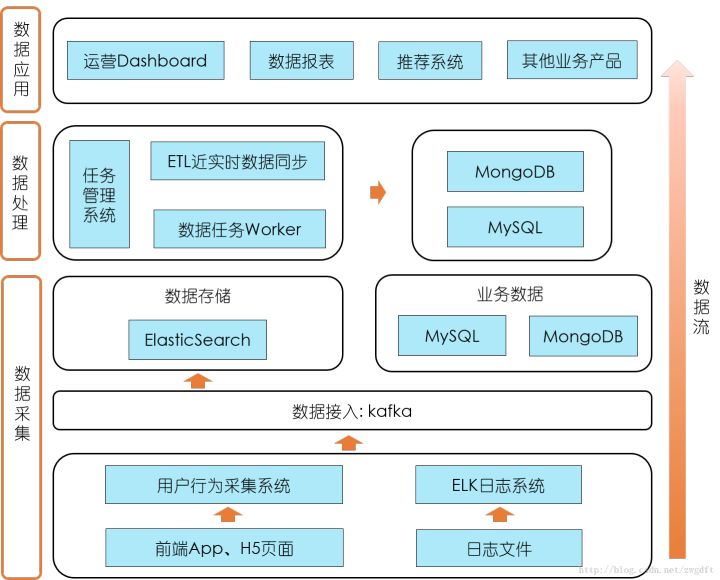 数据应用
运营Dashboard
数据报表
推荐系统
其他业务产品
数据处理
任务管理系统
ETL近实时数据同步
数据任务Worker
MongoDB
MySQL
数据采集
数据存储
ElasticSearch
业务数据
MySQL
MongoDB
数据接入: kafka
用户行为采集系统
ELK日志系统
前端App、H5页面
日志文件
数据流
http://blog.csdn.net/zwgdft